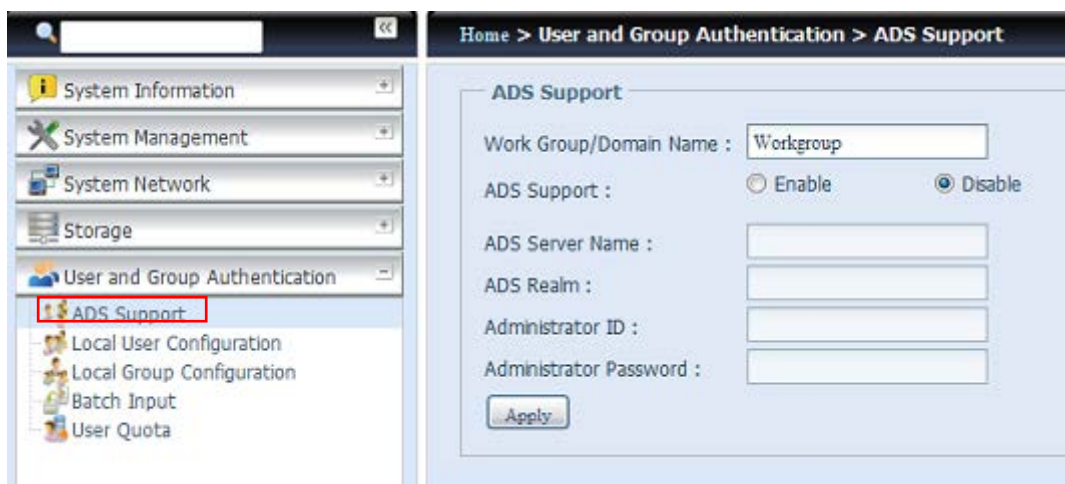 Home > User and Group Authentication > ADS Support
System Information
System Management
System Network
Storage
User and Group Authentication
ADS Support
Local User Configuration
Local Group Configuration
Batch Input
User Quota
ADS Support
Work Group/Domain Name : Workgroup
ADS Support : Enable Disable
ADS Server Name :
ADS Realm :
Administrator ID :
Administrator Password :
Apply